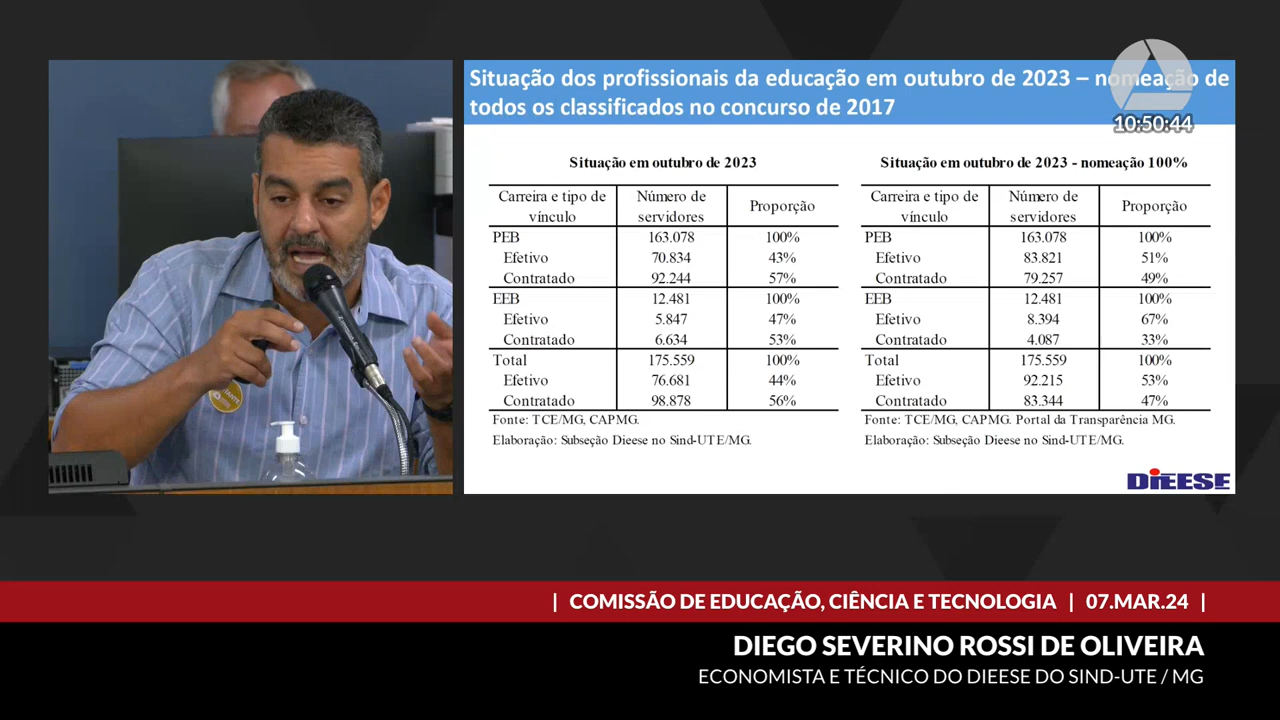 Situação dos profissionais da educação em outubro de 2023 – nomeação de
todos os classificados no concurso de 2017
10:50:44
Situação em outubro de 2023
Carreira e tipo de vínculo Número de servidores Proporção
PEB 163.078 100%
Efetivo 70.834 43%
Contratado 92.244 57%
EEB 12.481 100%
Efetivo 5.847 47%
Contratado 6.634 53%
Total 175.559 100%
Efetivo 76.681 44%
Contratado 98.878 56%
Fonte: TCE/MG, CAPMG.
Elaboração: Subseção Dieese no Sind-UTE/MG.
Situação em outubro de 2023 - nomeação 100%
Carreira e tipo de vínculo Número de servidores Proporção
PEB 163.078 100%
Efetivo 83.821 51%
Contratado 79.257 49%
EEB 12.481 100%
Efetivo 8.394 67%
Contratado 4.087 33%
Total 175.559 100%
Efetivo 92.215 53%
Contratado 83.344 47%
Fonte: TCE/MG, CAPMG. Portal da Transparência MG.
Elaboração: Subseção Dieese no Sind-UTE/MG.
DIEESE
| COMISSÃO DE EDUCAÇÃO, CIÊNCIA E TECNOLOGIA | 07.MAR.24 |
DIEGO SEVERINO ROSSI DE OLIVEIRA
ECONOMISTA E TÉCNICO DO DIEESE DO SIND-UTE / MG